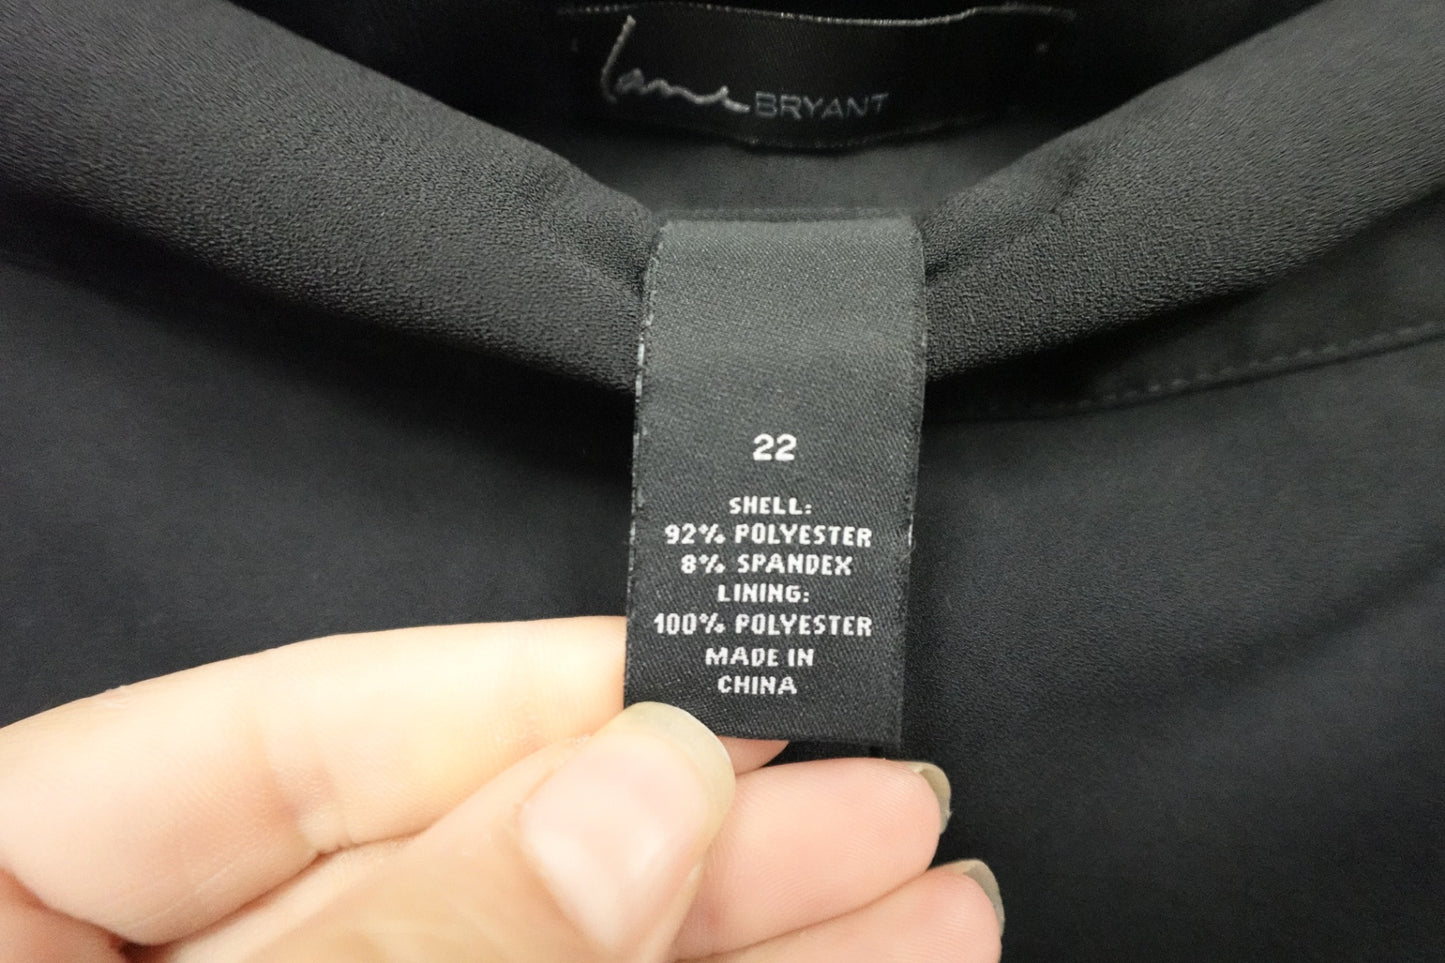 Lane BRYANT
22
SHELL:
92% POLYESTER
8% SPANDEX
LINING:
100% POLYESTER
MADE IN
CHINA